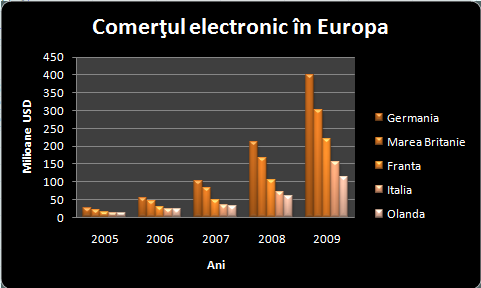 Comerţul electronic în Europa
Milioane USD
450
400
350
300
250
200
150
100
50
0
2005 2006 2007 2008 2009
Ani
Germania
Marea Britanie
Franta
Italia
Olanda